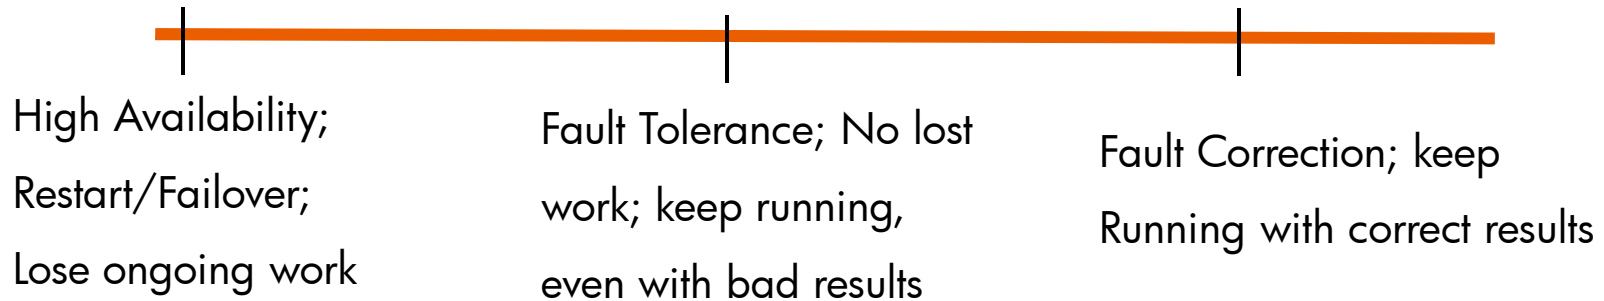 High Availability;
Restart/Failover;
Lose ongoing work
Fault Tolerance; No lost
work; keep running,
even with bad results
Fault Correction; keep
Running with correct results